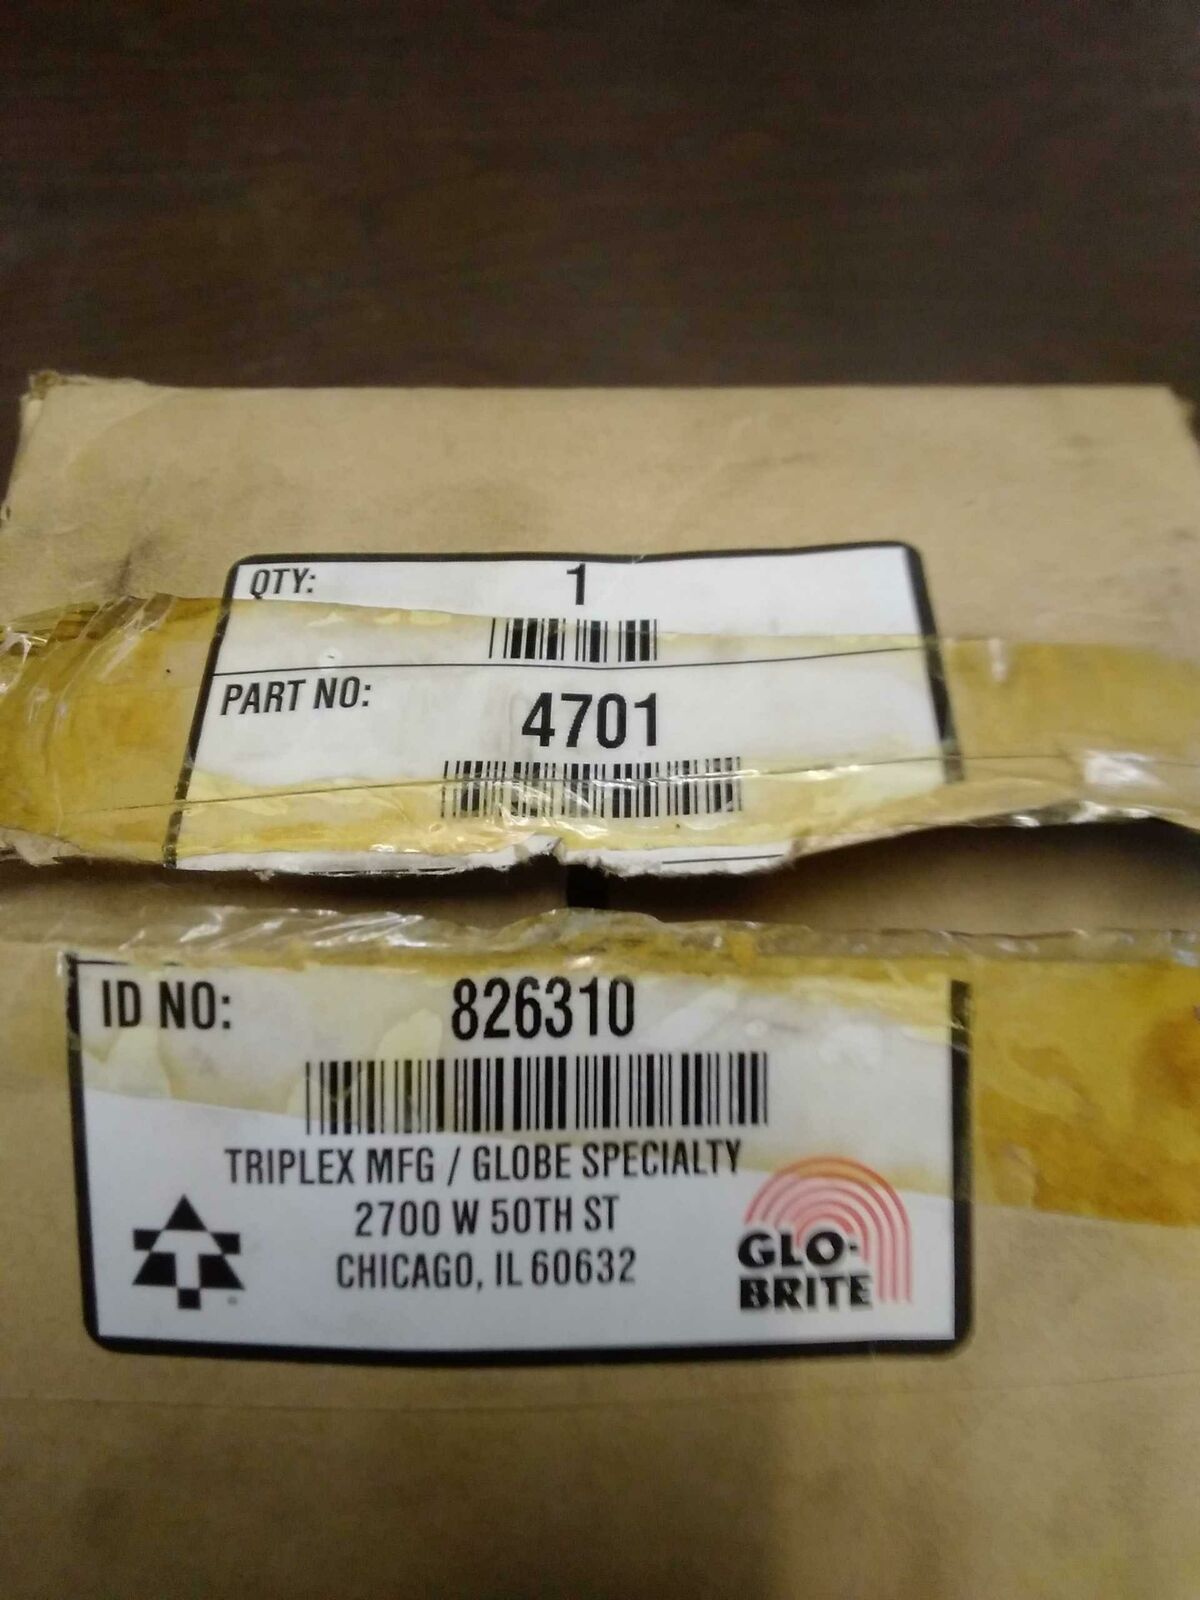 QTY: 1
PART NO: 4701
ID NO: 826310
TRIPLEX MFG / GLOBE SPECIALTY
2700 W 50TH ST
CHICAGO, IL 60632
T
GLO-
BRITE